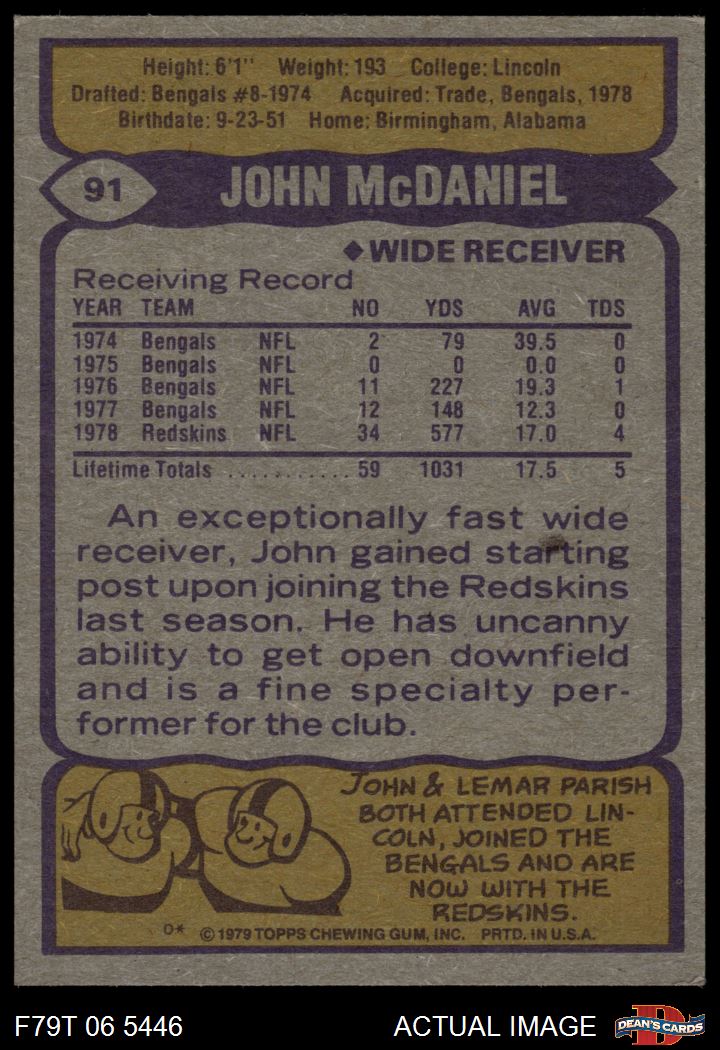 Height: 6'1" Weight: 193 College: Lincoln
Drafted: Bengals #8-1974 Acquired: Trade, Bengals, 1978
Birthdate: 9-23-51 Home: Birmingham, Alabama
91 JOHN McDANIEL
◆WIDE RECEIVER
Receiving Record
YEAR TEAM NO YDS AVG TDS
1974 Bengals NFL 2 79 39.5 0
1975 Bengals NFL 0 0 0.0 0
1976 Bengals NFL 11 227 19.3 1
1977 Bengals NFL 12 148 12.3 0
1978 Redskins NFL 34 577 17.0 4
Lifetime Totals ........... 59 1031 17.5 5
An exceptionally fast wide
receiver, John gained starting
post upon joining the Redskins
last season. He has uncanny
ability to get open downfield
and is a fine specialty per-
former for the club.
JOHN & LEMAR PARISH
BOTH ATTENDED LIN-
COLN, JOINED THE
BENGALS AND ARE
NOW WITH THE
REDSKINS.
O* © 1979 TOPPS CHEWING GUM, INC. PRTD. IN U.S.A.
F79T 06 5446 ACTUAL IMAGE DEAN'S CARDS